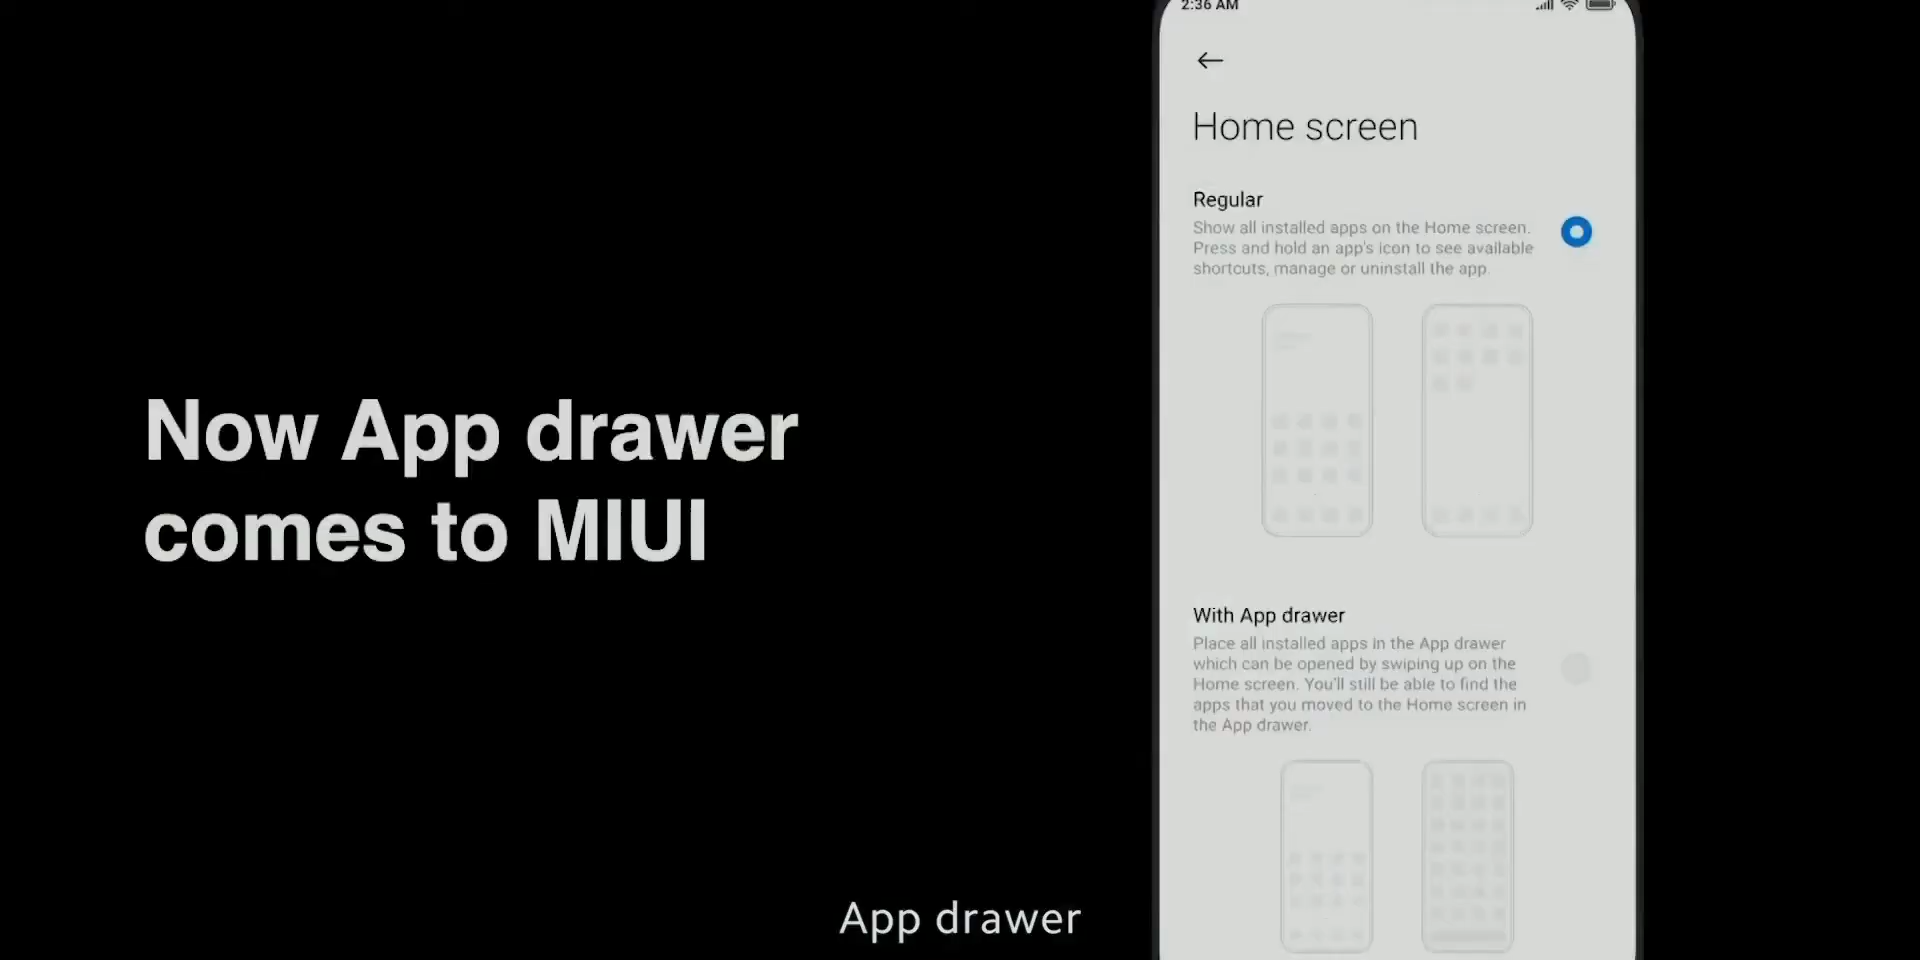 2:36 AM
Home screen
Regular
Show all installed apps on the Home screen.
Press and hold an app's icon to see available
shortcuts, manage or uninstall the app.
Now App drawer
comes to MIUI
With App drawer
Place all installed apps in the App drawer
which can be opened by swiping up on the
Home screen. You'll still be able to find the
apps that you moved to the Home screen in
the App drawer.
App drawer